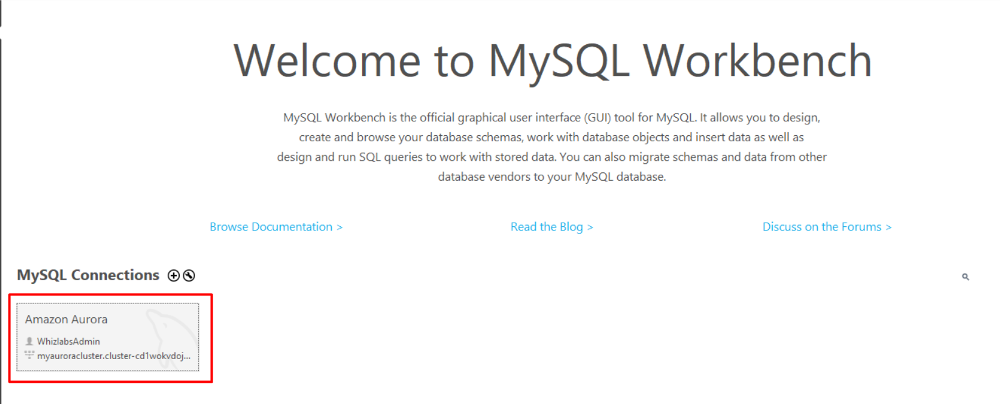 Welcome to MySQL Workbench
MySQL Workbench is the official graphical user interface (GUI) tool for MySQL. It allows you to design,
create and browse your database schemas, work with database objects and insert data as well as
design and run SQL queries to work with stored data. You can also migrate schemas and data from other
database vendors to your MySQL database.
Browse Documentation > Read the Blog > Discuss on the Forums >
MySQL Connections
Amazon Aurora
WhizlabsAdmin
myauroracluster.cluster-cd1wokvdoj...